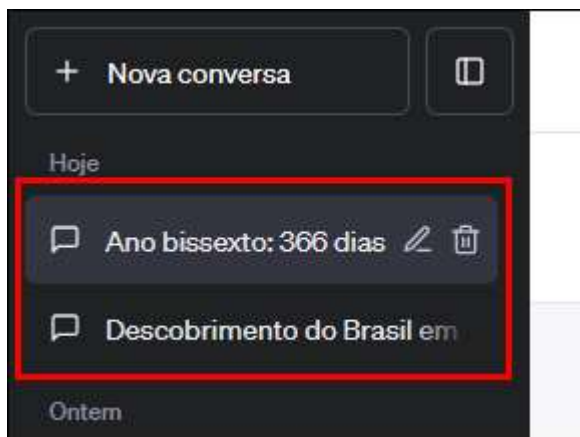 Nova conversa
Hoje
Ano bissexto: 366 dias
Descobrimento do Brasil em
Ontem